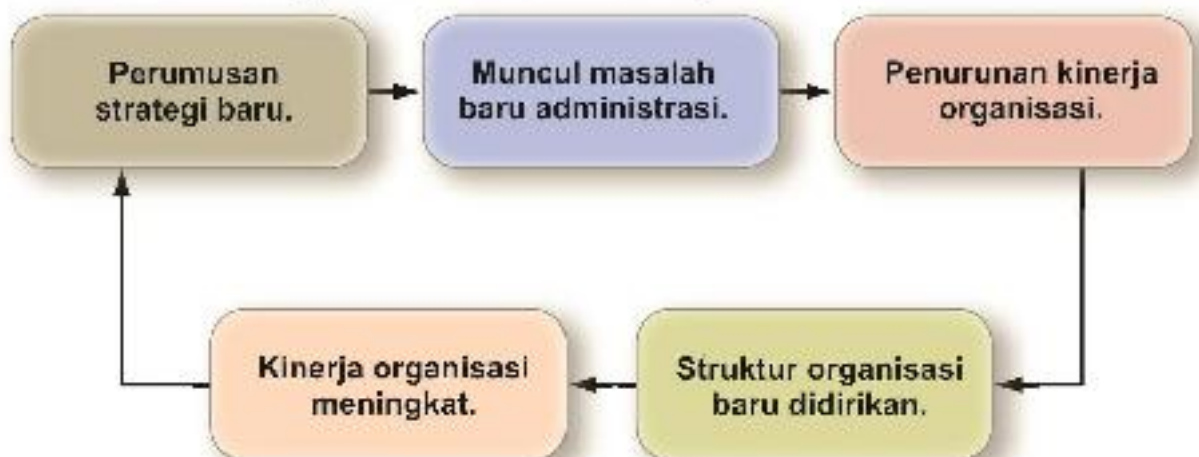 Perumusan
strategi baru.
Muncul masalah
baru administrasi.
Penurunan kinerja
organisasi.
Struktur organisasi
baru didirikan.
Kinerja organisasi
meningkat.